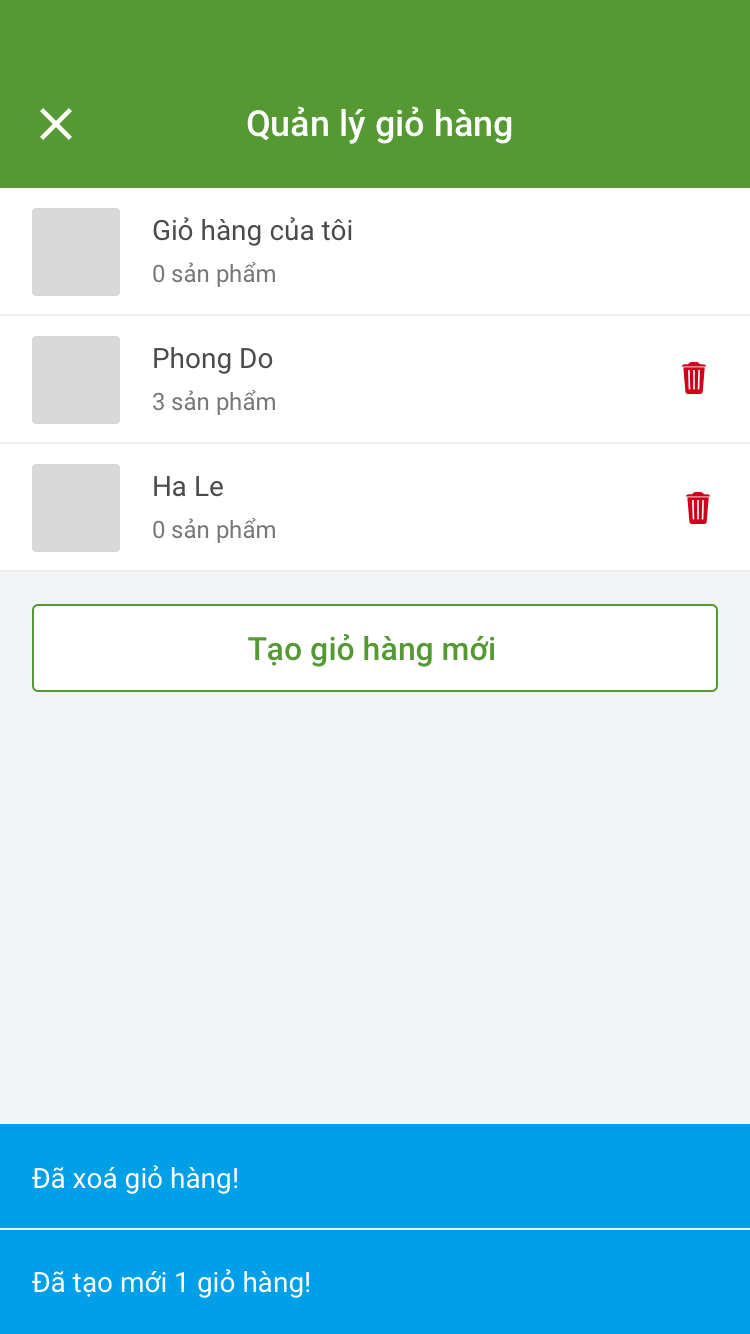 Quản lý giỏ hàng
Giỏ hàng của tôi
0 sản phẩm
Phong Do
3 sản phẩm
Ha Le
0 sản phẩm
Tạo giỏ hàng mới
Đã xoá giỏ hàng!
Đã tạo mới 1 giỏ hàng!